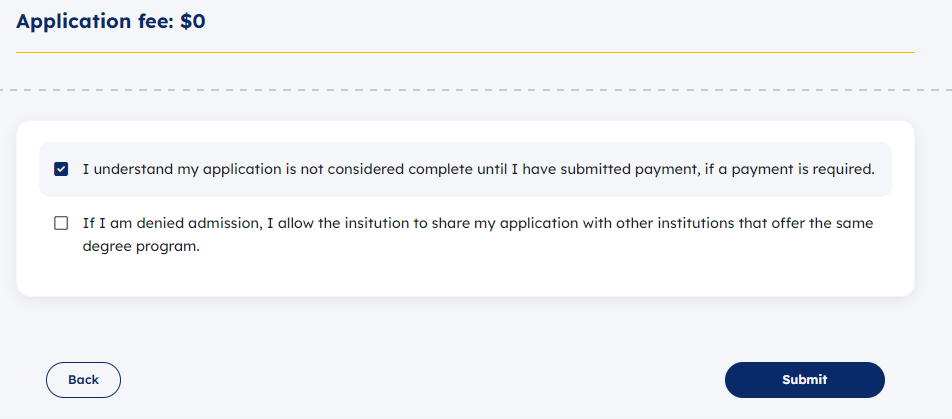 Application fee: $0
I understand my application is not considered complete until I have submitted payment, if a payment is required.
If I am denied admission, I allow the insitution to share my application with other institutions that offer the same
degree program.
Back
Submit